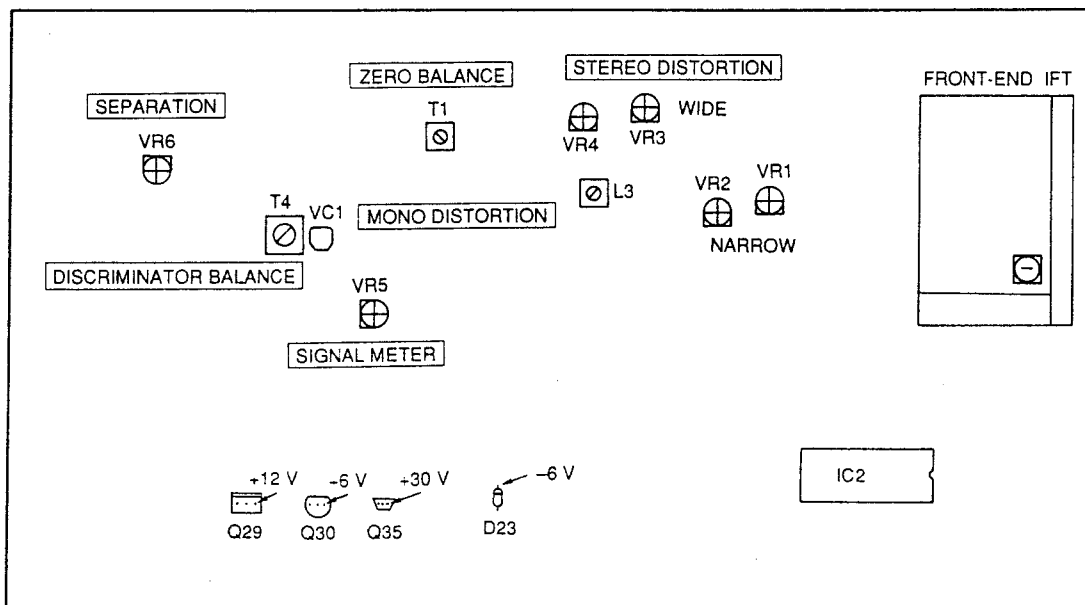 ZERO BALANCE
STEREO DISTORTION
FRONT-END IFT
SEPARATION
T1
WIDE
VR4
VR3
VR6
VR2
VR1
L3
T4
VC1
MONO DISTORTION
NARROW
DISCRIMINATOR BALANCE
VR5
SIGNAL METER
IC2
+12 V
–6 V
+30 V
–6 V
Q29
Q30
Q35
D23